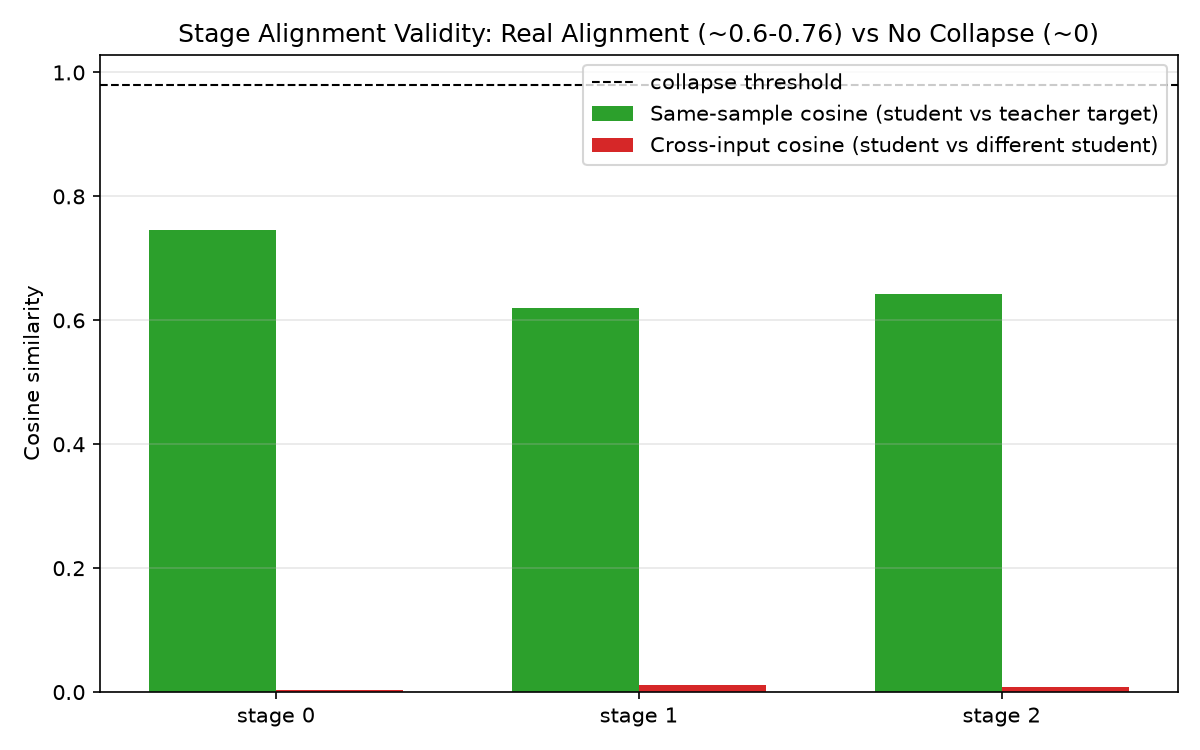 Stage Alignment Validity: Real Alignment (~0.6-0.76) vs No Collapse (~0)
collapse threshold
Same-sample cosine (student vs teacher target)
Cross-input cosine (student vs different student)
Cosine similarity
1.0
0.8
0.6
0.4
0.2
0.0
stage 0
stage 1
stage 2